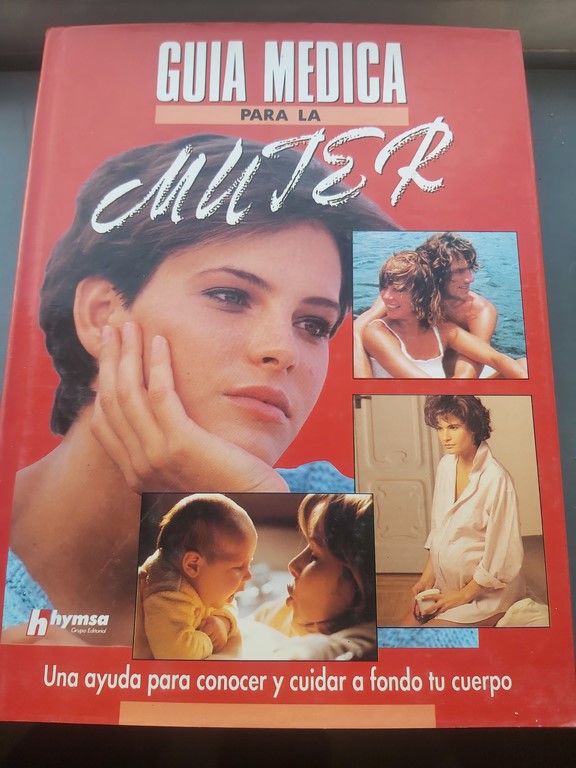 GUIA MEDICA
PARA LA
MUJER
hymsa
Grupo Editorial
Una ayuda para conocer y cuidar a fondo tu cuerpo